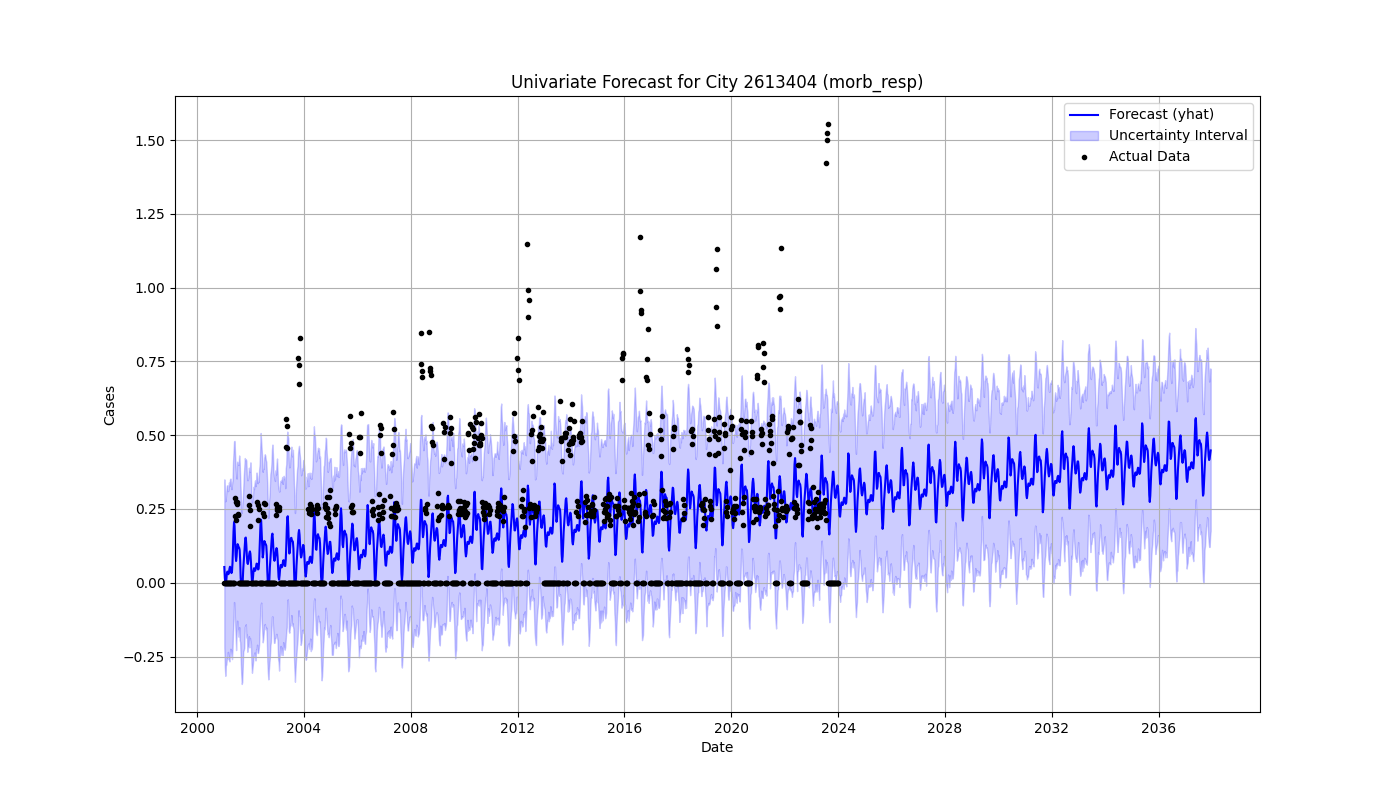 Univariate Forecast for City 2613404 (morb_resp)
Forecast (yhat)
Uncertainty Interval
Actual Data
Cases
1.50
1.25
1.00
0.75
0.50
0.25
0.00
−0.25
2000 2004 2008 2012 2016 2020 2024 2028 2032 2036
Date